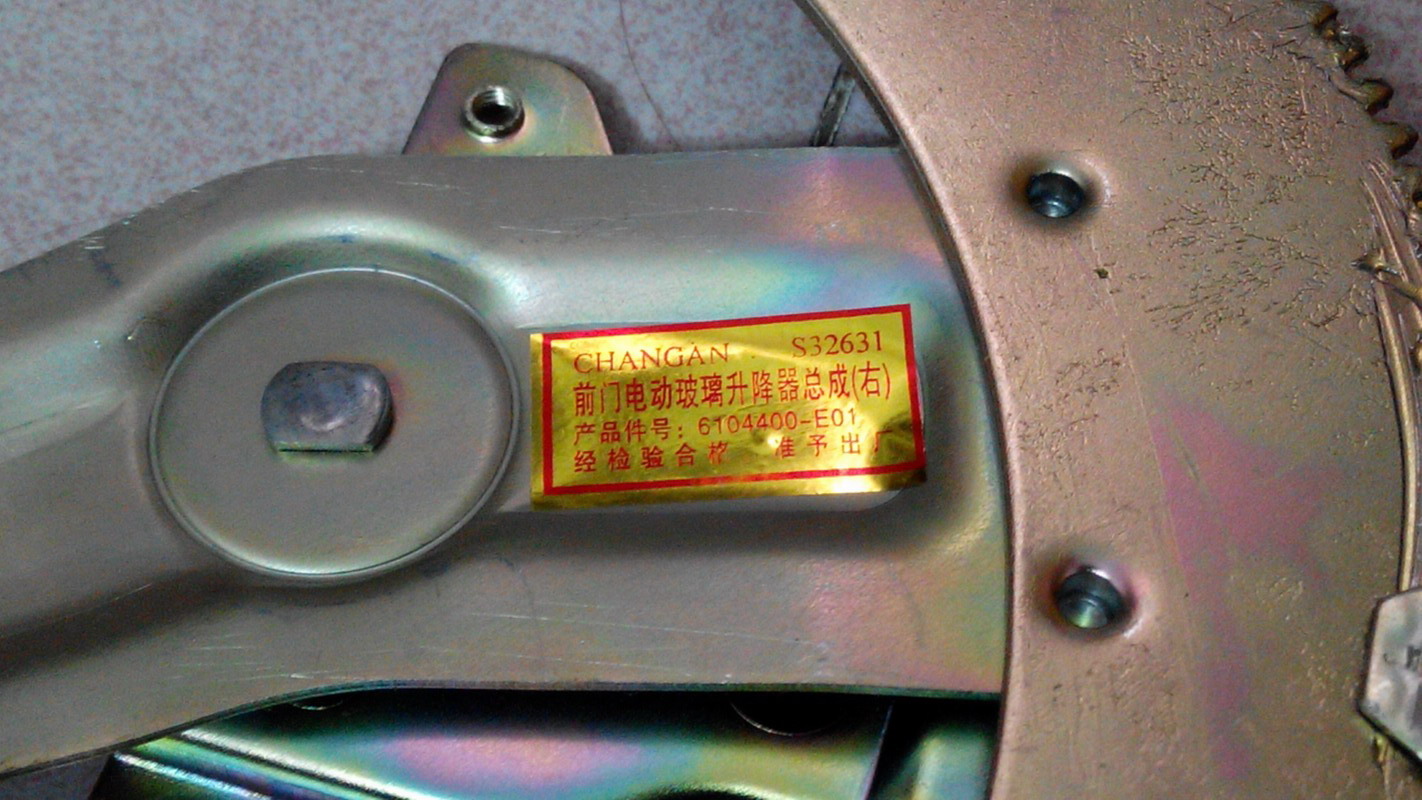 CHANGAN S32631
前门电动玻璃升降器总成(右)
产品件号: 6104400-E01
经检验合格 准予出厂